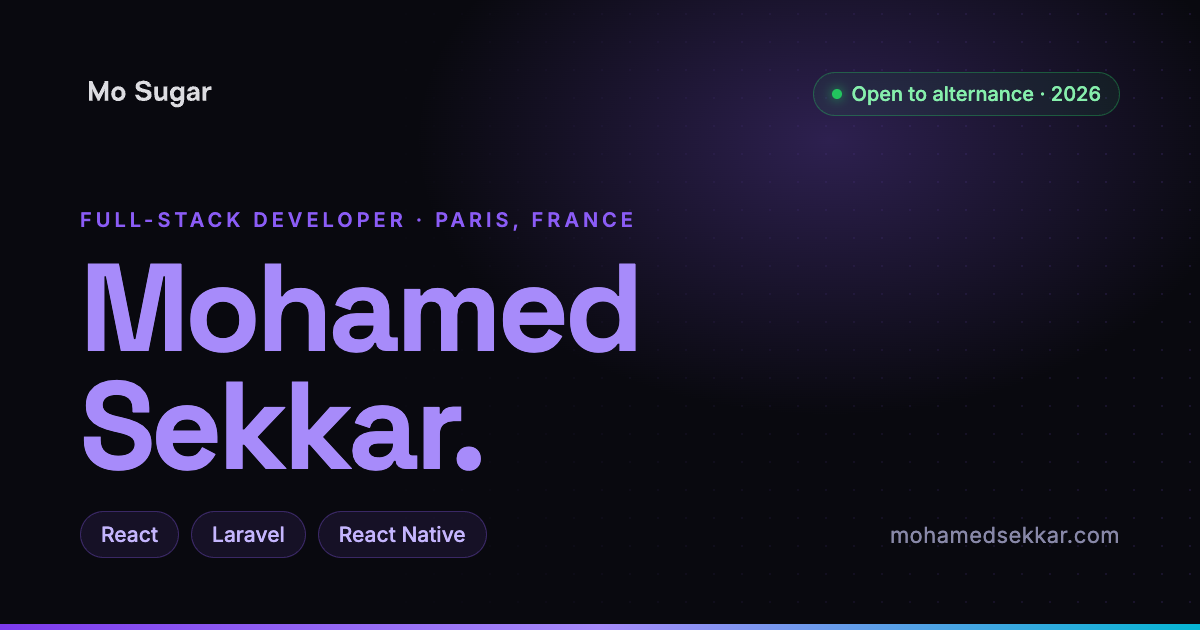 Mo Sugar
Open to alternance · 2026
FULL-STACK DEVELOPER · PARIS, FRANCE
Mohamed
Sekkar.
React
Laravel
React Native
mohamedsekkar.com